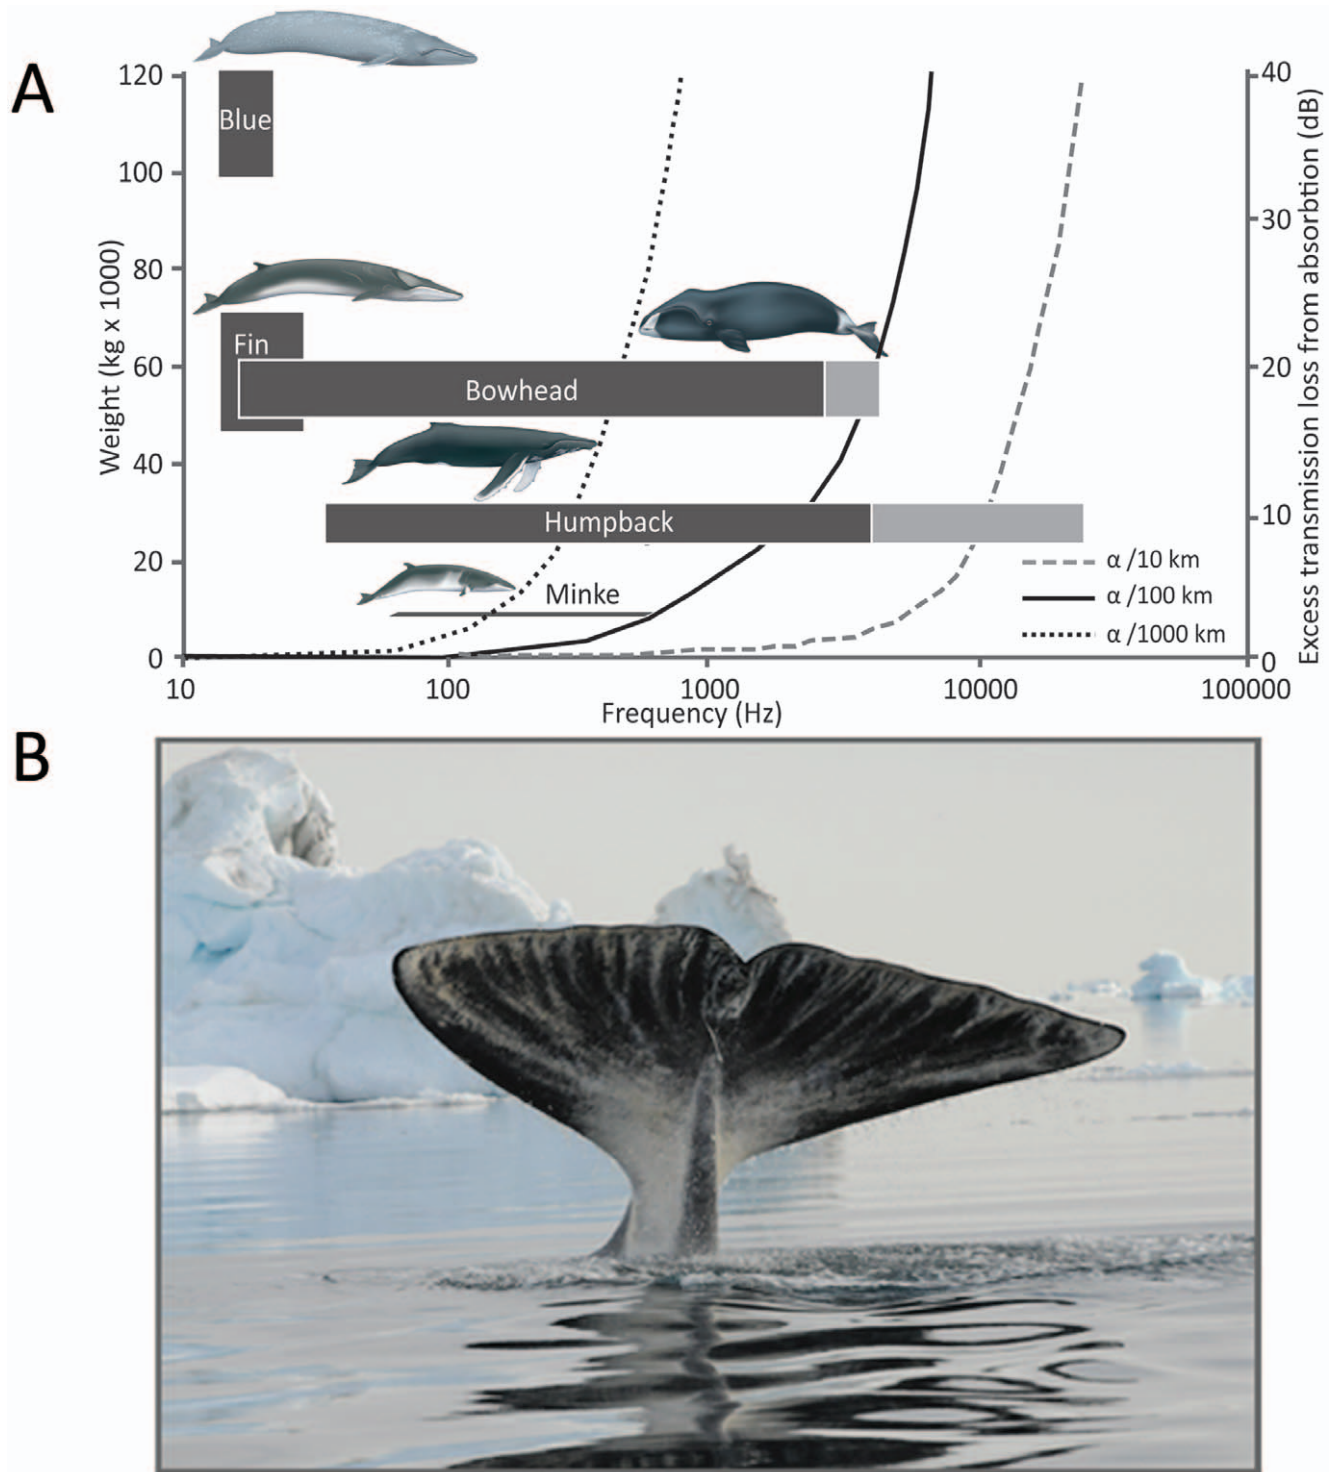 A
120
100
80
60
40
20
0
Weight (kg x 1000)
Blue
Fin
Bowhead
Humpback
Minke
40
30
20
10
0
Excess transmission loss from absorbtion (dB)
α /10 km
α /100 km
α /1000 km
10
100
1000
10000
100000
Frequency (Hz)
B